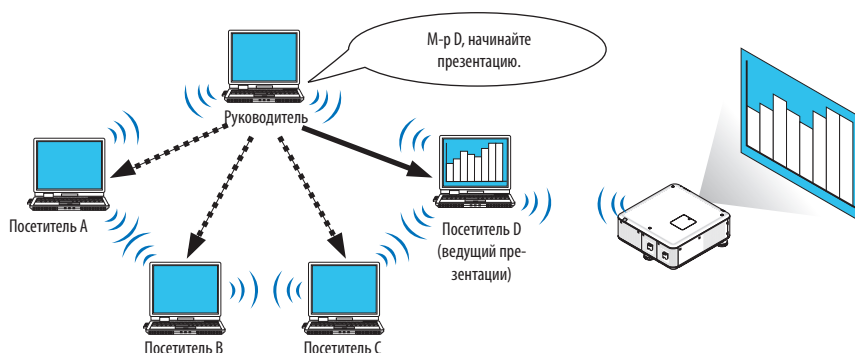 М-р D, начинайте
презентацию.
Руководитель
Посетитель A
Посетитель D
(ведущий пре-
зентации)
Посетитель B
Посетитель C